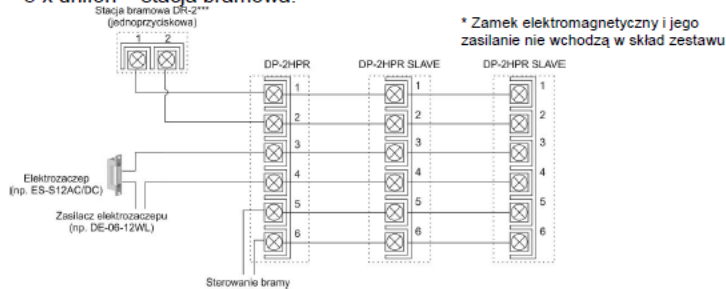 Stacja bramowa DR-2***
(jednoprzyciskowa)
* Zamek elektromagnetyczny i jego
zasilanie nie wchodzą w skład zestawu
1 2
DP-2HPR
DP-2HPR SLAVE
DP-2HPR SLAVE
1 1 1
2 2 2
3 3 3
4 4 4
5 5 5
6 6 6
Elektrozaczep
(np. ES-S12AC/DC)
Zasilacz elektrozaczepu
(np. DE-06-12WL)
Sterowanie bramy